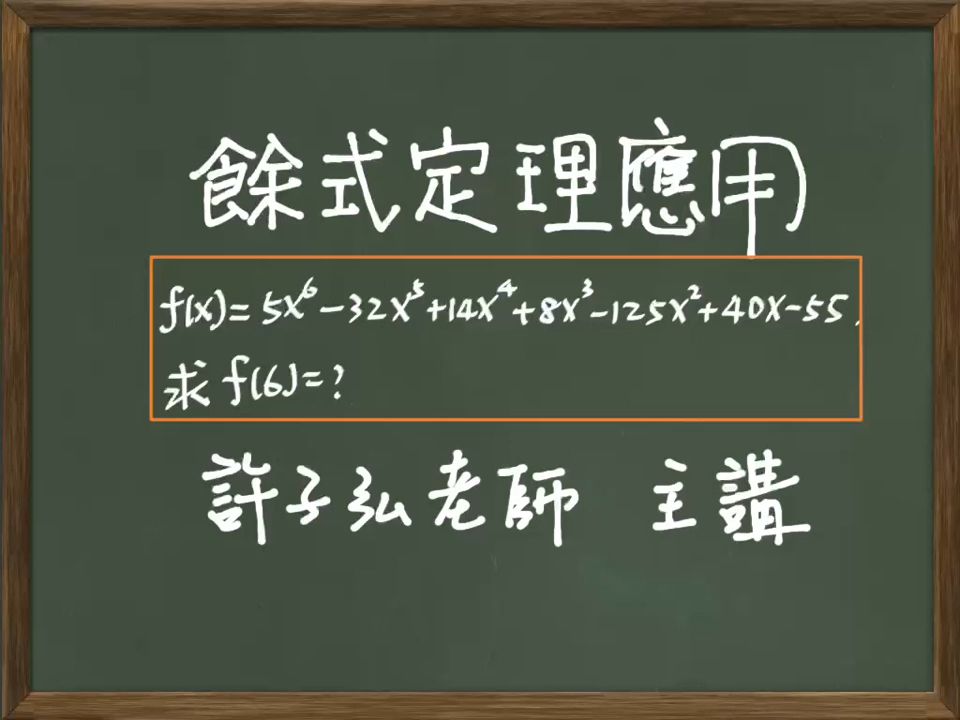 餘式定理應用
f(x)=5x⁶-32x⁵+14x⁴+8x³-125x²+40x-55,
求 f(6)=?
許子弘老師 主講